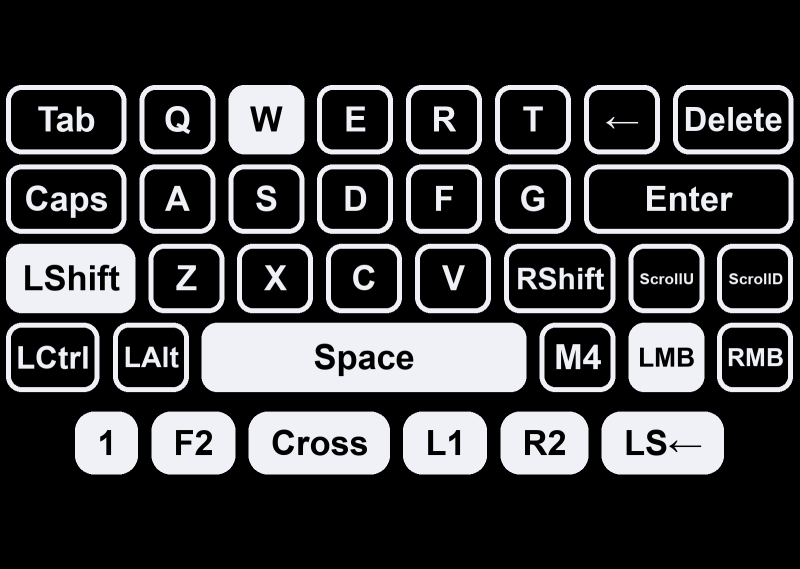 Tab Q W E R T ← Delete
Caps A S D F G Enter
LShift Z X C V RShift ScrollU ScrollD
LCtrl LAlt Space M4 LMB RMB
1 F2 Cross L1 R2 LS←